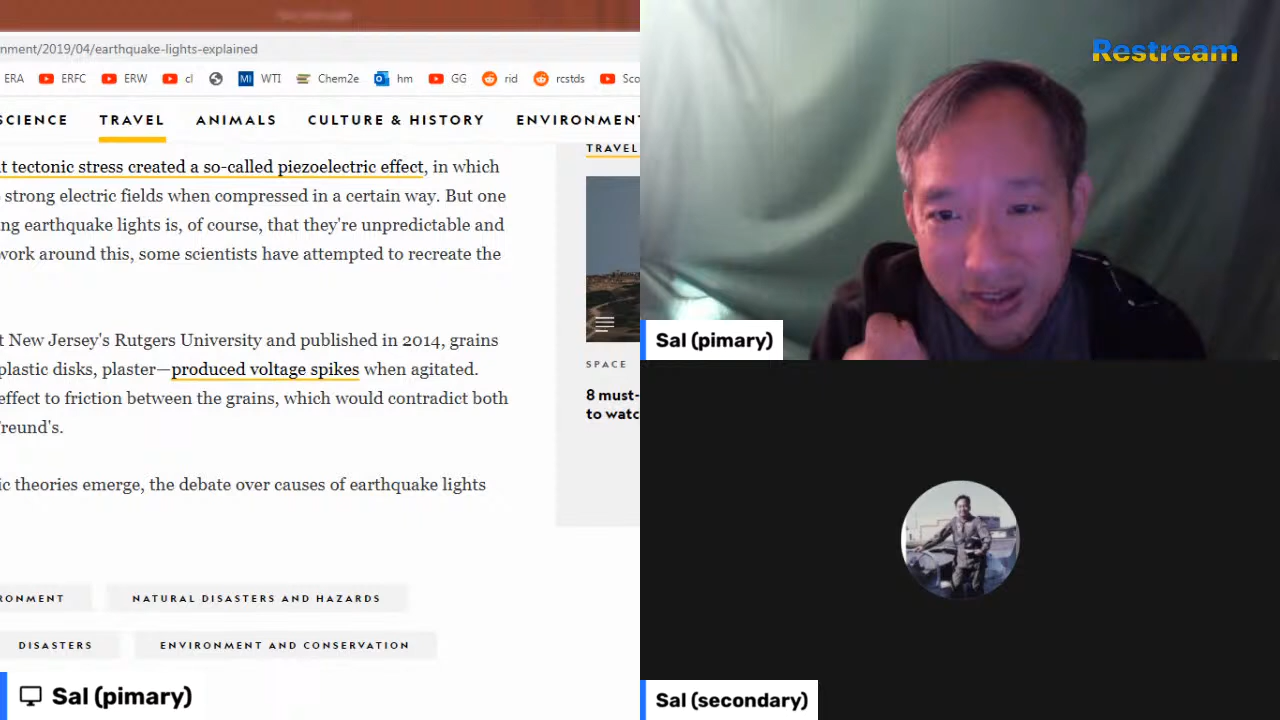 nment/2019/04/earthquake-lights-explained
ERA ERFC ERW cl WTI Chem2e hm GG rid rcstds Sco
SCIENCE TRAVEL ANIMALS CULTURE & HISTORY ENVIRONMENT
t tectonic stress created a so-called piezoelectric effect, in which
strong electric fields when compressed in a certain way. But one
ng earthquake lights is, of course, that they're unpredictable and
work around this, some scientists have attempted to recreate the
t New Jersey's Rutgers University and published in 2014, grains
plastic disks, plaster—produced voltage spikes when agitated.
effect to friction between the grains, which would contradict both
Freund's.
ic theories emerge, the debate over causes of earthquake lights
RONMENT NATURAL DISASTERS AND HAZARDS
DISASTERS ENVIRONMENT AND CONSERVATION
TRAVEL
SPACE
8 must-
to watc
Sal (pimary)
Restream
Sal (pimary)
Sal (secondary)